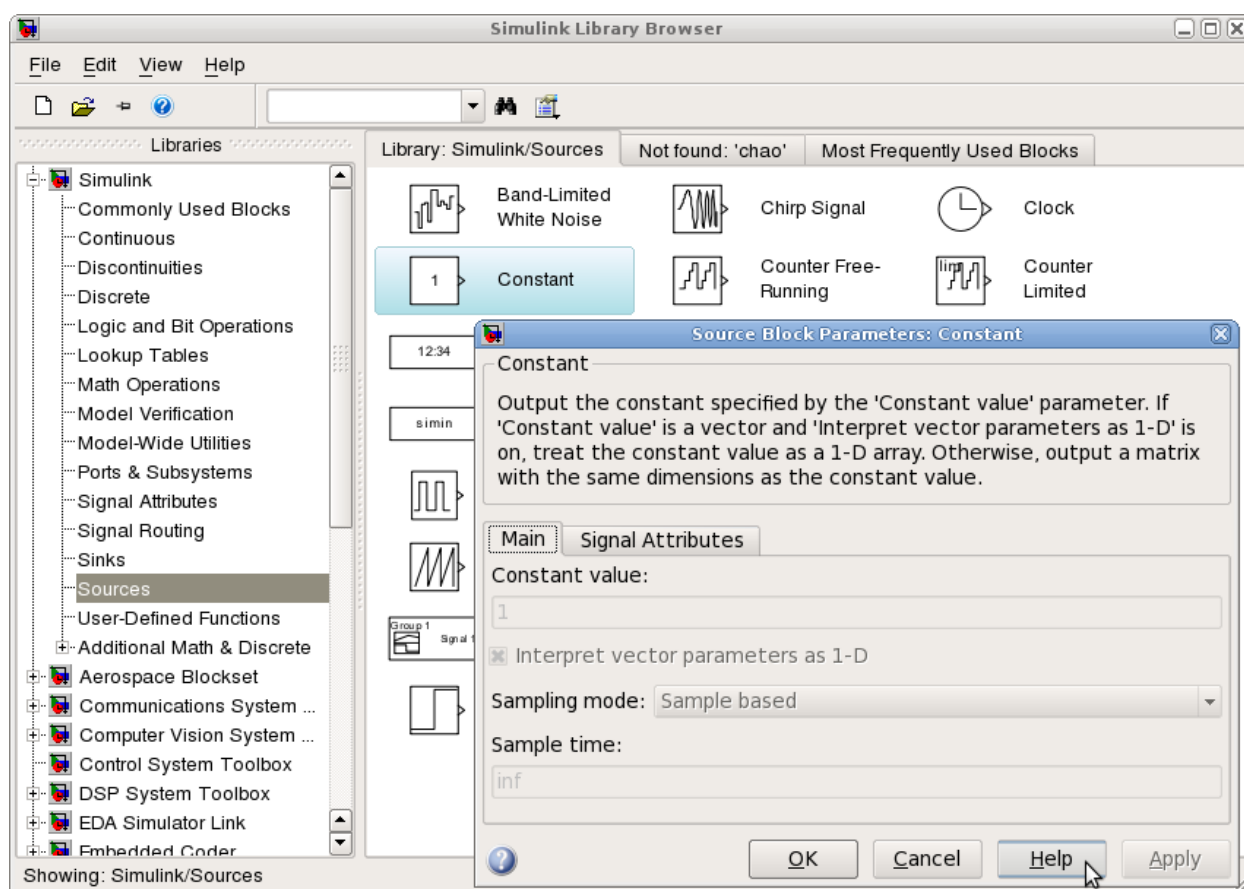 Simulink Library Browser
File Edit View Help
Libraries
Simulink
Commonly Used Blocks
Continuous
Discontinuities
Discrete
Logic and Bit Operations
Lookup Tables
Math Operations
Model Verification
Model-Wide Utilities
Ports & Subsystems
Signal Attributes
Signal Routing
Sinks
Sources
User-Defined Functions
Additional Math & Discrete
Aerospace Blockset
Communications System ...
Computer Vision System ...
Control System Toolbox
DSP System Toolbox
EDA Simulator Link
Embedded Coder
Showing: Simulink/Sources
Library: Simulink/Sources Not found: 'chao' Most Frequently Used Blocks
Band-Limited
White Noise
Chirp Signal
Clock
1
Constant
Counter Free-
Running
lim
Counter
Limited
12:34
simin
Group 1
Signal 1
Source Block Parameters: Constant
Constant
Output the constant specified by the 'Constant value' parameter. If
'Constant value' is a vector and 'Interpret vector parameters as 1-D' is
on, treat the constant value as a 1-D array. Otherwise, output a matrix
with the same dimensions as the constant value.
Main Signal Attributes
Constant value:
1
Interpret vector parameters as 1-D
Sampling mode: Sample based
Sample time:
inf
OK Cancel Help Apply